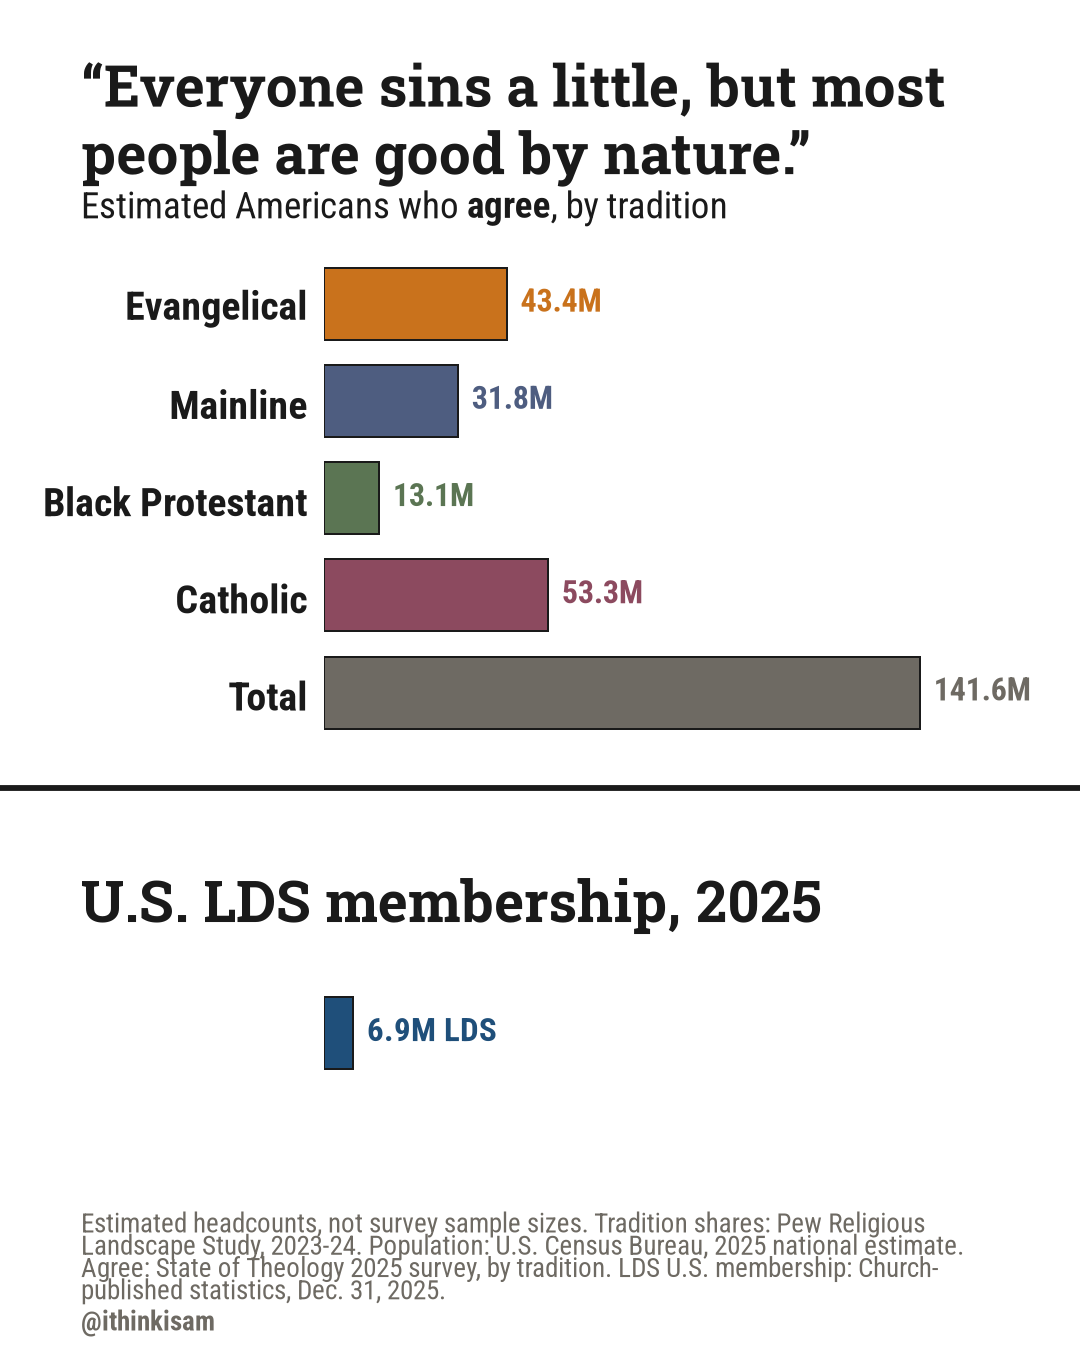 “Everyone sins a little, but most
people are good by nature.”
Estimated Americans who agree, by tradition
Evangelical 43.4M
Mainline 31.8M
Black Protestant 13.1M
Catholic 53.3M
Total 141.6M
U.S. LDS membership, 2025
6.9M LDS
Estimated headcounts, not survey sample sizes. Tradition shares: Pew Religious
Landscape Study, 2023-24. Population: U.S. Census Bureau, 2025 national estimate.
Agree: State of Theology 2025 survey, by tradition. LDS U.S. membership: Church-
published statistics, Dec. 31, 2025.
@ithinkisam